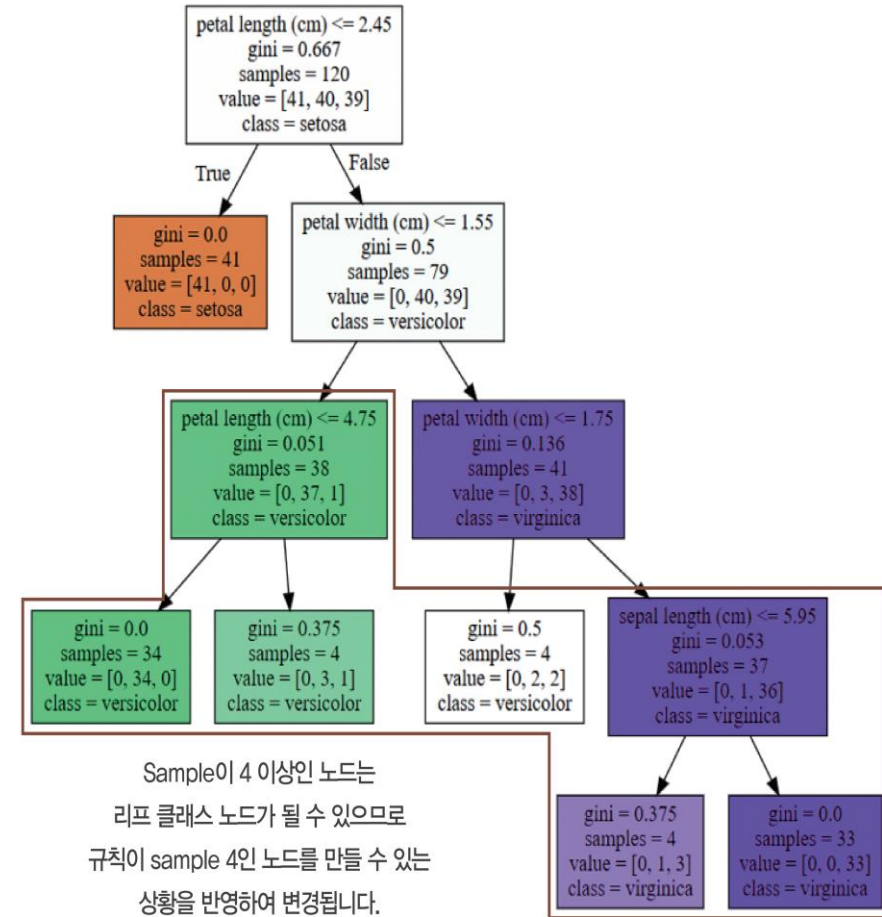 petal length (cm) <= 2.45
gini = 0.667
samples = 120
value = [41, 40, 39]
class = setosa
True
False
gini = 0.0
samples = 41
value = [41, 0, 0]
class = setosa
petal width (cm) <= 1.55
gini = 0.5
samples = 79
value = [0, 40, 39]
class = versicolor
petal length (cm) <= 4.75
gini = 0.051
samples = 38
value = [0, 37, 1]
class = versicolor
petal width (cm) <= 1.75
gini = 0.136
samples = 41
value = [0, 3, 38]
class = virginica
gini = 0.0
samples = 34
value = [0, 34, 0]
class = versicolor
gini = 0.375
samples = 4
value = [0, 3, 1]
class = versicolor
gini = 0.5
samples = 4
value = [0, 2, 2]
class = versicolor
sepal length (cm) <= 5.95
gini = 0.053
samples = 37
value = [0, 1, 36]
class = virginica
gini = 0.375
samples = 4
value = [0, 1, 3]
class = virginica
gini = 0.0
samples = 33
value = [0, 0, 33]
class = virginica
Sample이 4 이상인 노드는
리프 클래스 노드가 될 수 있으므로
규칙이 sample 4인 노드를 만들 수 있는
상황을 반영하여 변경됩니다.